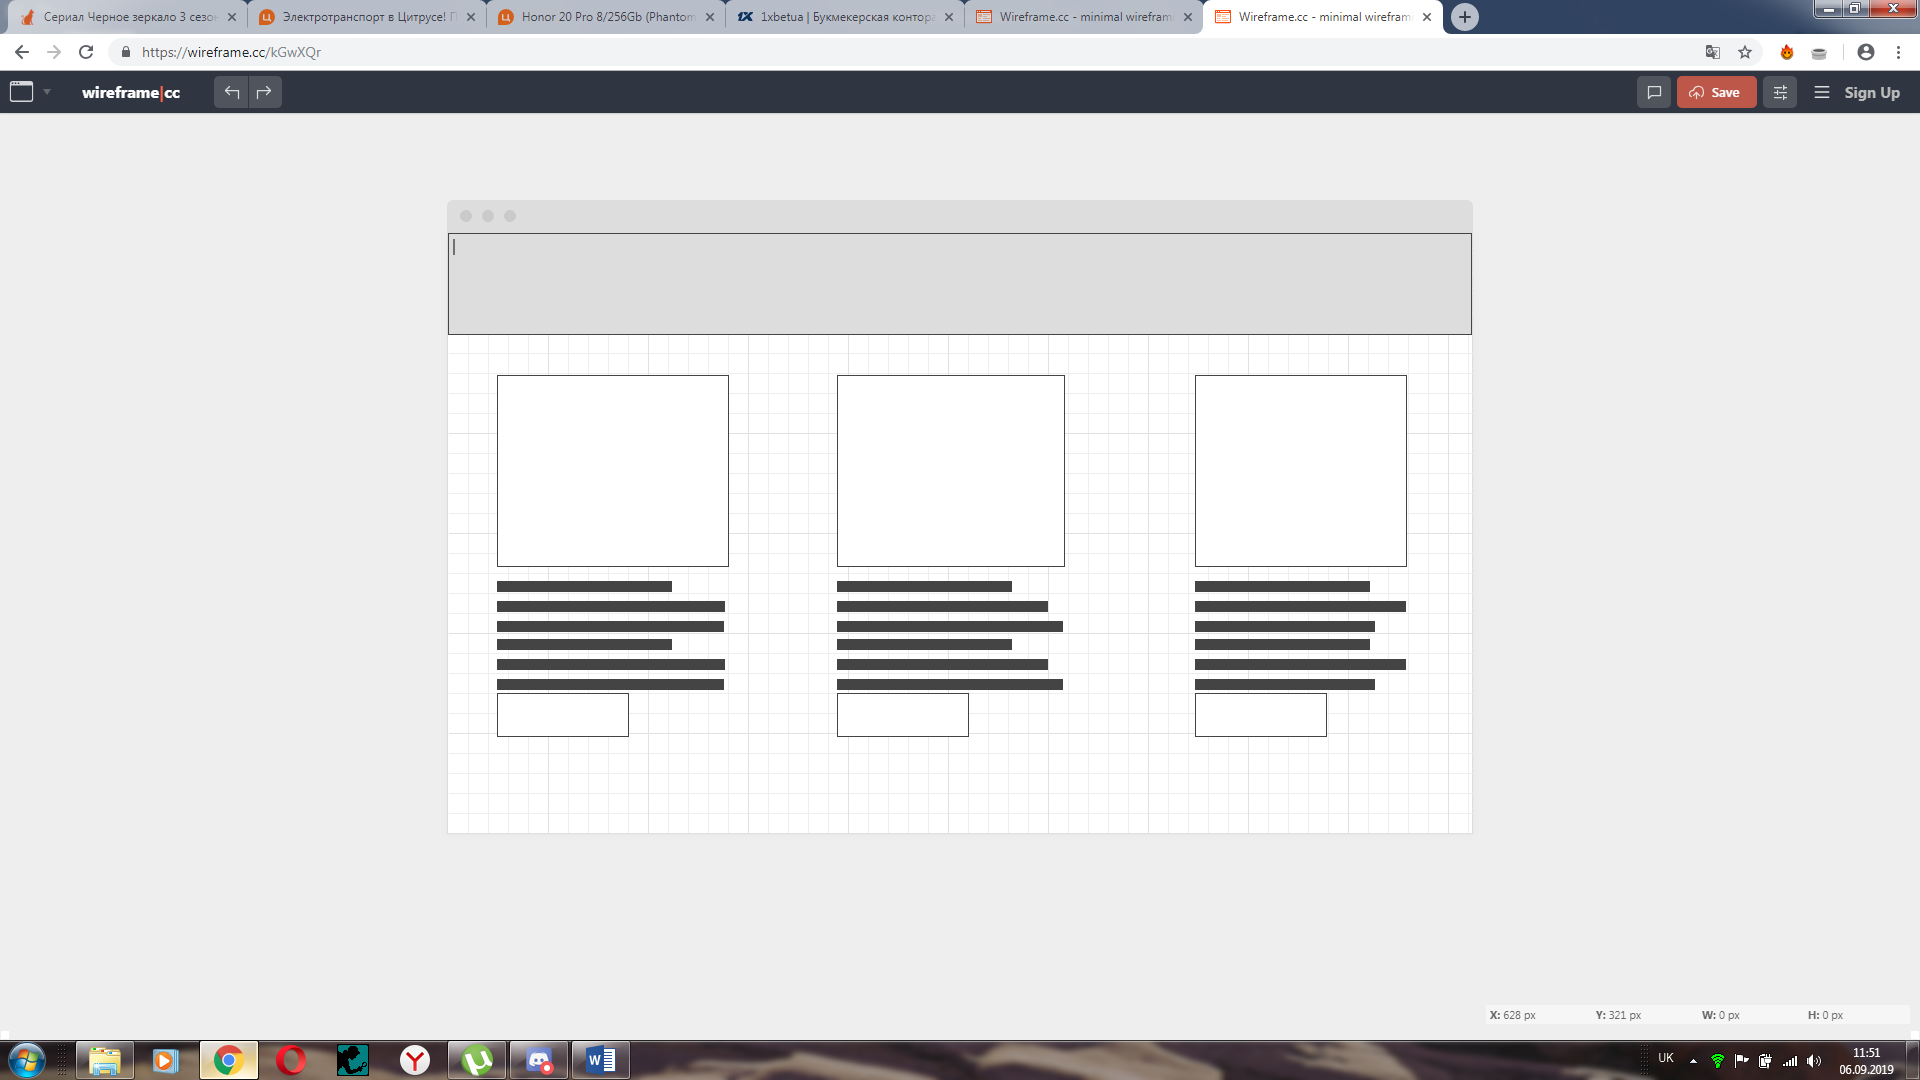 Сериал Черное зеркало 3 сезо
Электротранспорт в Цитрусе! П
Honor 20 Pro 8/256Gb (Phantom
1xbetua | Букмекерская контор
Wireframe.cc - minimal wirefram
Wireframe.cc - minimal wirefram
https://wireframe.cc/kGwXQr
wireframe|cc
Save
Sign Up
X: 628 px Y: 321 px W: 0 px H: 0 px
UK
11:51
06.09.2019